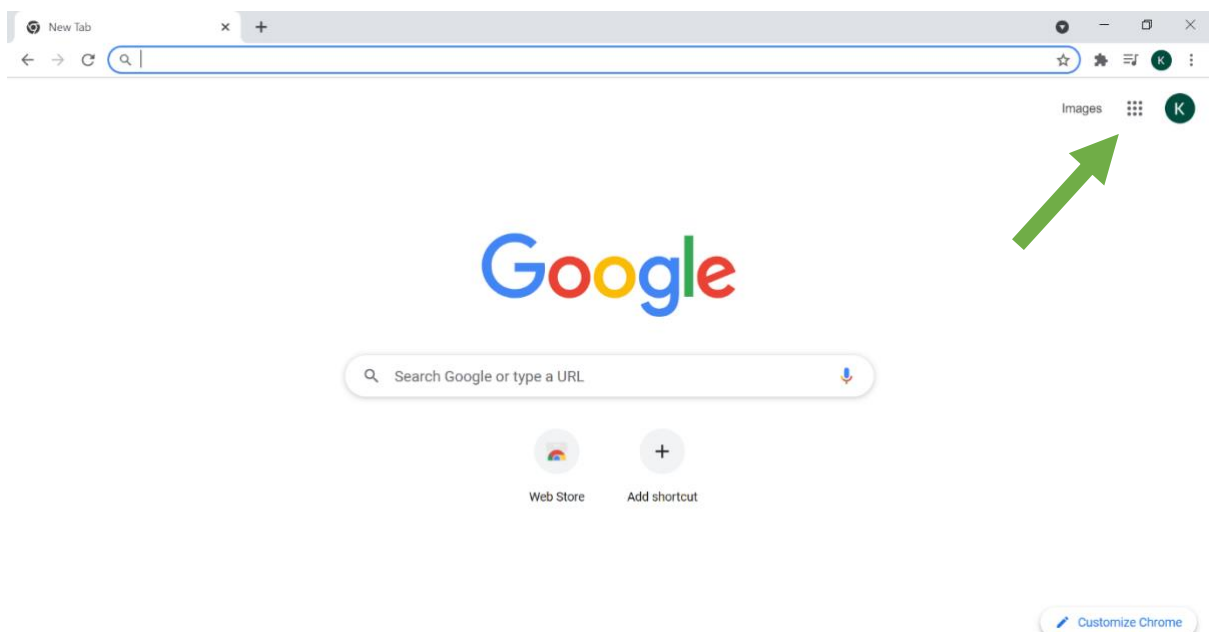 New Tab
K
Images
K
Google
Search Google or type a URL
Web Store
Add shortcut
Customize Chrome